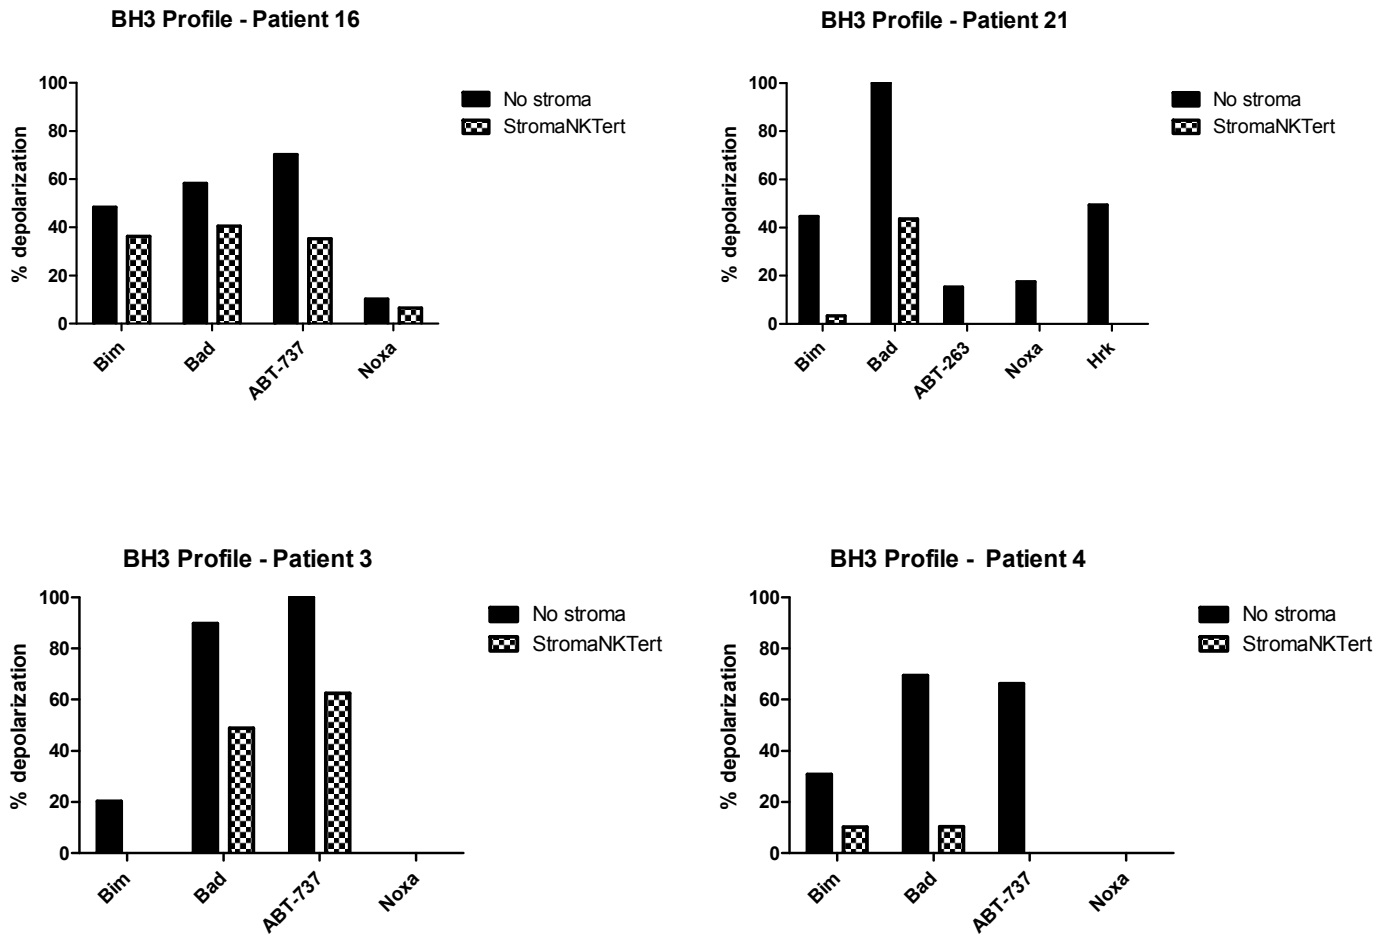 BH3 Profile - Patient 16
100
80
60
40
20
0
% depolarization
Bim
Bad
ABT-737
Noxa
No stroma
StromaNKTert
BH3 Profile - Patient 21
100
80
60
40
20
0
% depolarization
Bim
Bad
ABT-263
Noxa
Hrk
No stroma
StromaNKTert
BH3 Profile - Patient 3
100
80
60
40
20
0
% depolarization
Bim
Bad
ABT-737
Noxa
No stroma
StromaNKTert
BH3 Profile - Patient 4
100
80
60
40
20
0
% depolarization
Bim
Bad
ABT-737
Noxa
No stroma
StromaNKTert